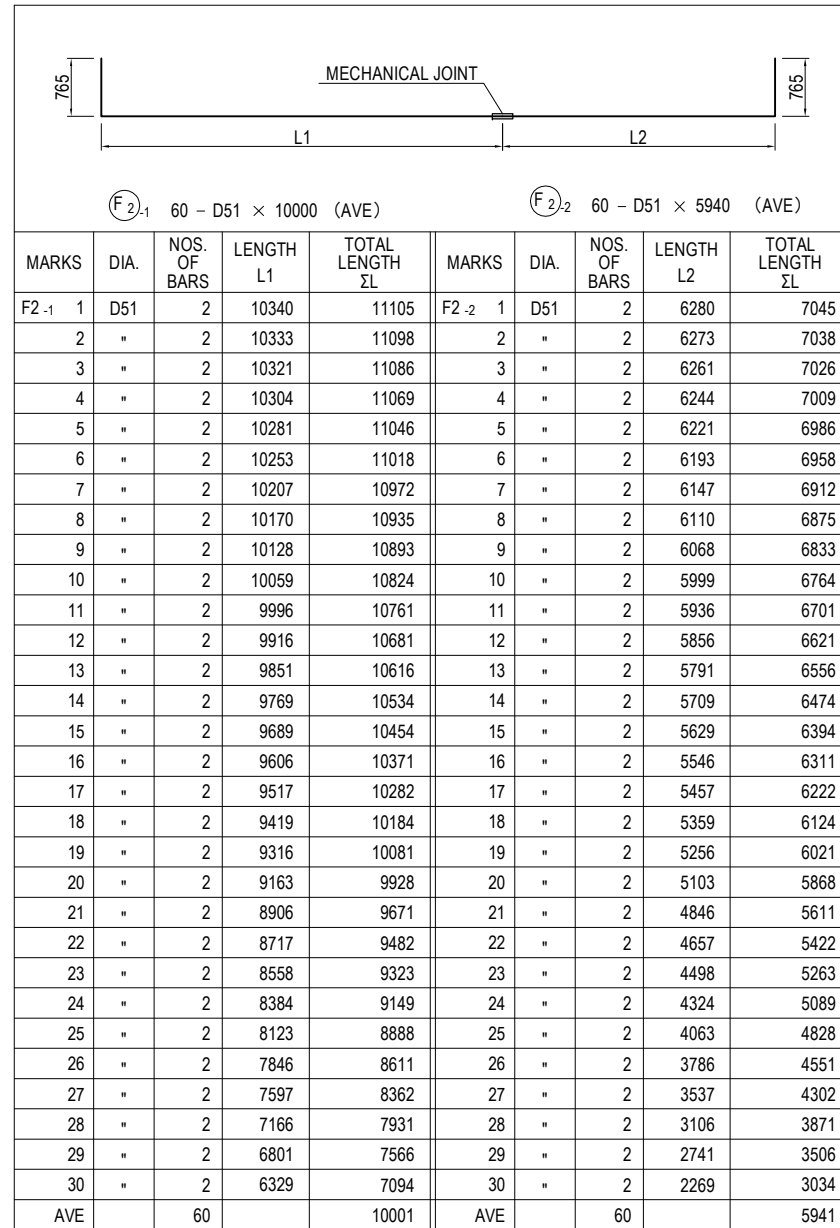 765
MECHANICAL JOINT
765
L1
L2
F 2 -1 60 – D51 × 10000 (AVE)
F 2 -2 60 – D51 × 5940 (AVE)
MARKS DIA. NOS. OF BARS LENGTH L1 TOTAL LENGTH ΣL MARKS DIA. NOS. OF BARS LENGTH L2 TOTAL LENGTH ΣL
F2 -1 1 D51 2 10340 11105 F2 -2 1 D51 2 6280 7045
2 " 2 10333 11098 2 " 2 6273 7038
3 " 2 10321 11086 3 " 2 6261 7026
4 " 2 10304 11069 4 " 2 6244 7009
5 " 2 10281 11046 5 " 2 6221 6986
6 " 2 10253 11018 6 " 2 6193 6958
7 " 2 10207 10972 7 " 2 6147 6912
8 " 2 10170 10935 8 " 2 6110 6875
9 " 2 10128 10893 9 " 2 6068 6833
10 " 2 10059 10824 10 " 2 5999 6764
11 " 2 9996 10761 11 " 2 5936 6701
12 " 2 9916 10681 12 " 2 5856 6621
13 " 2 9851 10616 13 " 2 5791 6556
14 " 2 9769 10534 14 " 2 5709 6474
15 " 2 9689 10454 15 " 2 5629 6394
16 " 2 9606 10371 16 " 2 5546 6311
17 " 2 9517 10282 17 " 2 5457 6222
18 " 2 9419 10184 18 " 2 5359 6124
19 " 2 9316 10081 19 " 2 5256 6021
20 " 2 9163 9928 20 " 2 5103 5868
21 " 2 8906 9671 21 " 2 4846 5611
22 " 2 8717 9482 22 " 2 4657 5422
23 " 2 8558 9323 23 " 2 4498 5263
24 " 2 8384 9149 24 " 2 4324 5089
25 " 2 8123 8888 25 " 2 4063 4828
26 " 2 7846 8611 26 " 2 3786 4551
27 " 2 7597 8362 27 " 2 3537 4302
28 " 2 7166 7931 28 " 2 3106 3871
29 " 2 6801 7566 29 " 2 2741 3506
30 " 2 6329 7094 30 " 2 2269 3034
AVE 60 10001 AVE 60 5941